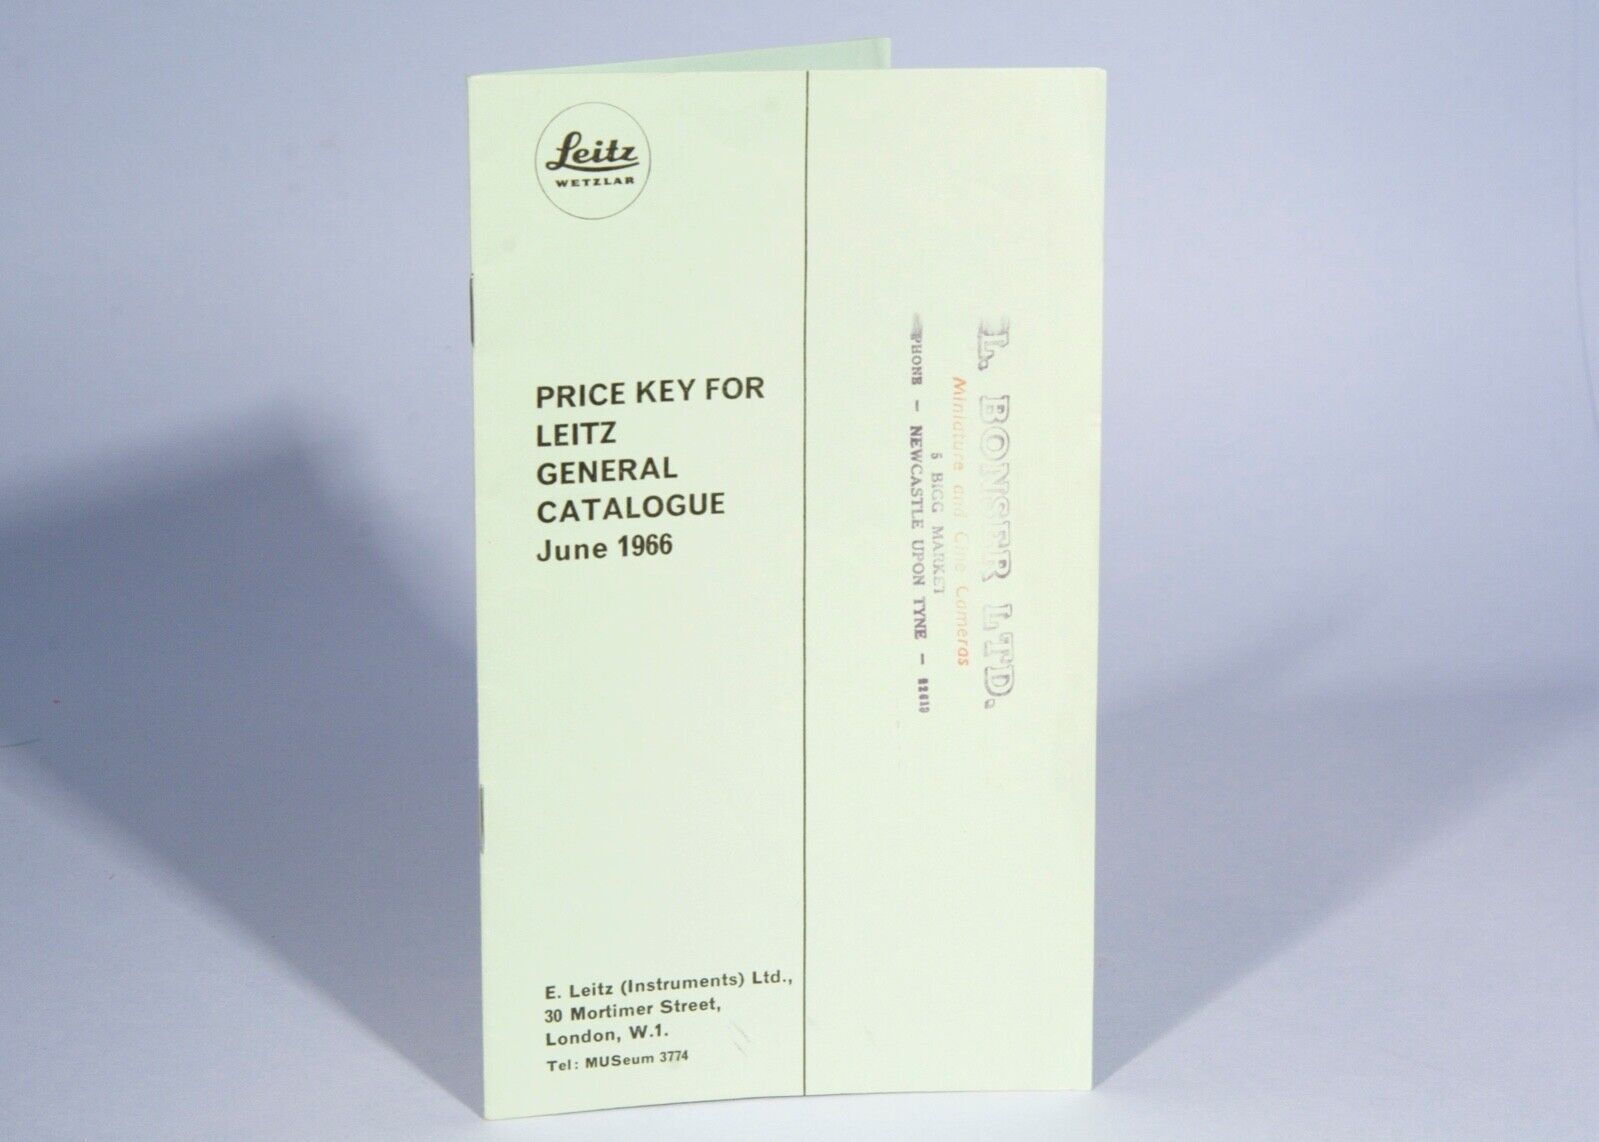 Leitz
WETZLAR
PRICE KEY FOR
LEITZ
GENERAL
CATALOGUE
June 1966
E. Leitz (Instruments) Ltd.,
30 Mortimer Street,
London, W.1.
Tel: MUSeum 3774
L. BONSER LTD.
Miniature and Cine Cameras
5 BIGG MARKET
PHONE - NEWCASTLE UPON TYNE -